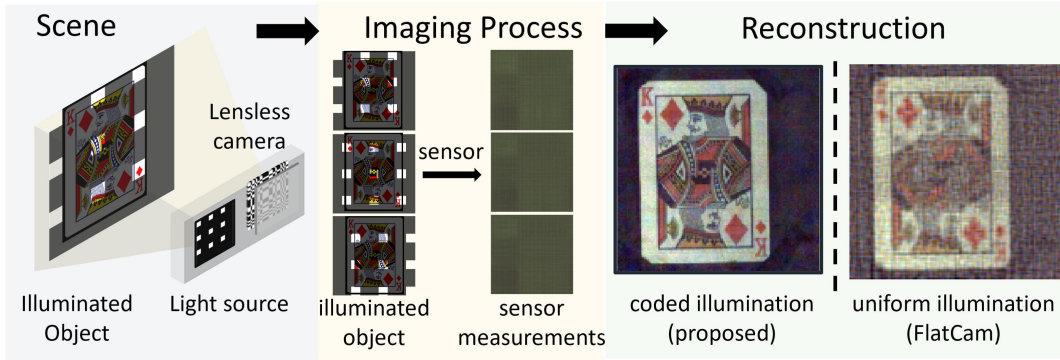 Scene
Imaging Process
Reconstruction
Lensless
camera
sensor
Illuminated
Object
Light source
illuminated
object
sensor
measurements
coded illumination
(proposed)
uniform illumination
(FlatCam)
K
K
K
K